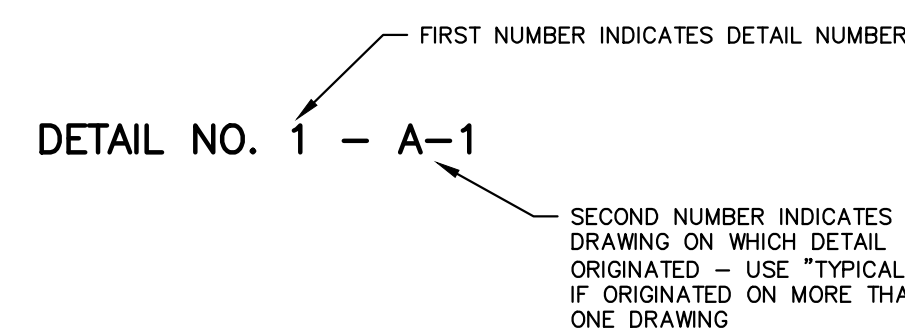 FIRST NUMBER INDICATES DETAIL NUMBER
DETAIL NO. 1 – A–1
SECOND NUMBER INDICATES
DRAWING ON WHICH DETAIL
ORIGINATED – USE "TYPICAL
IF ORIGINATED ON MORE
ONE DRAWING